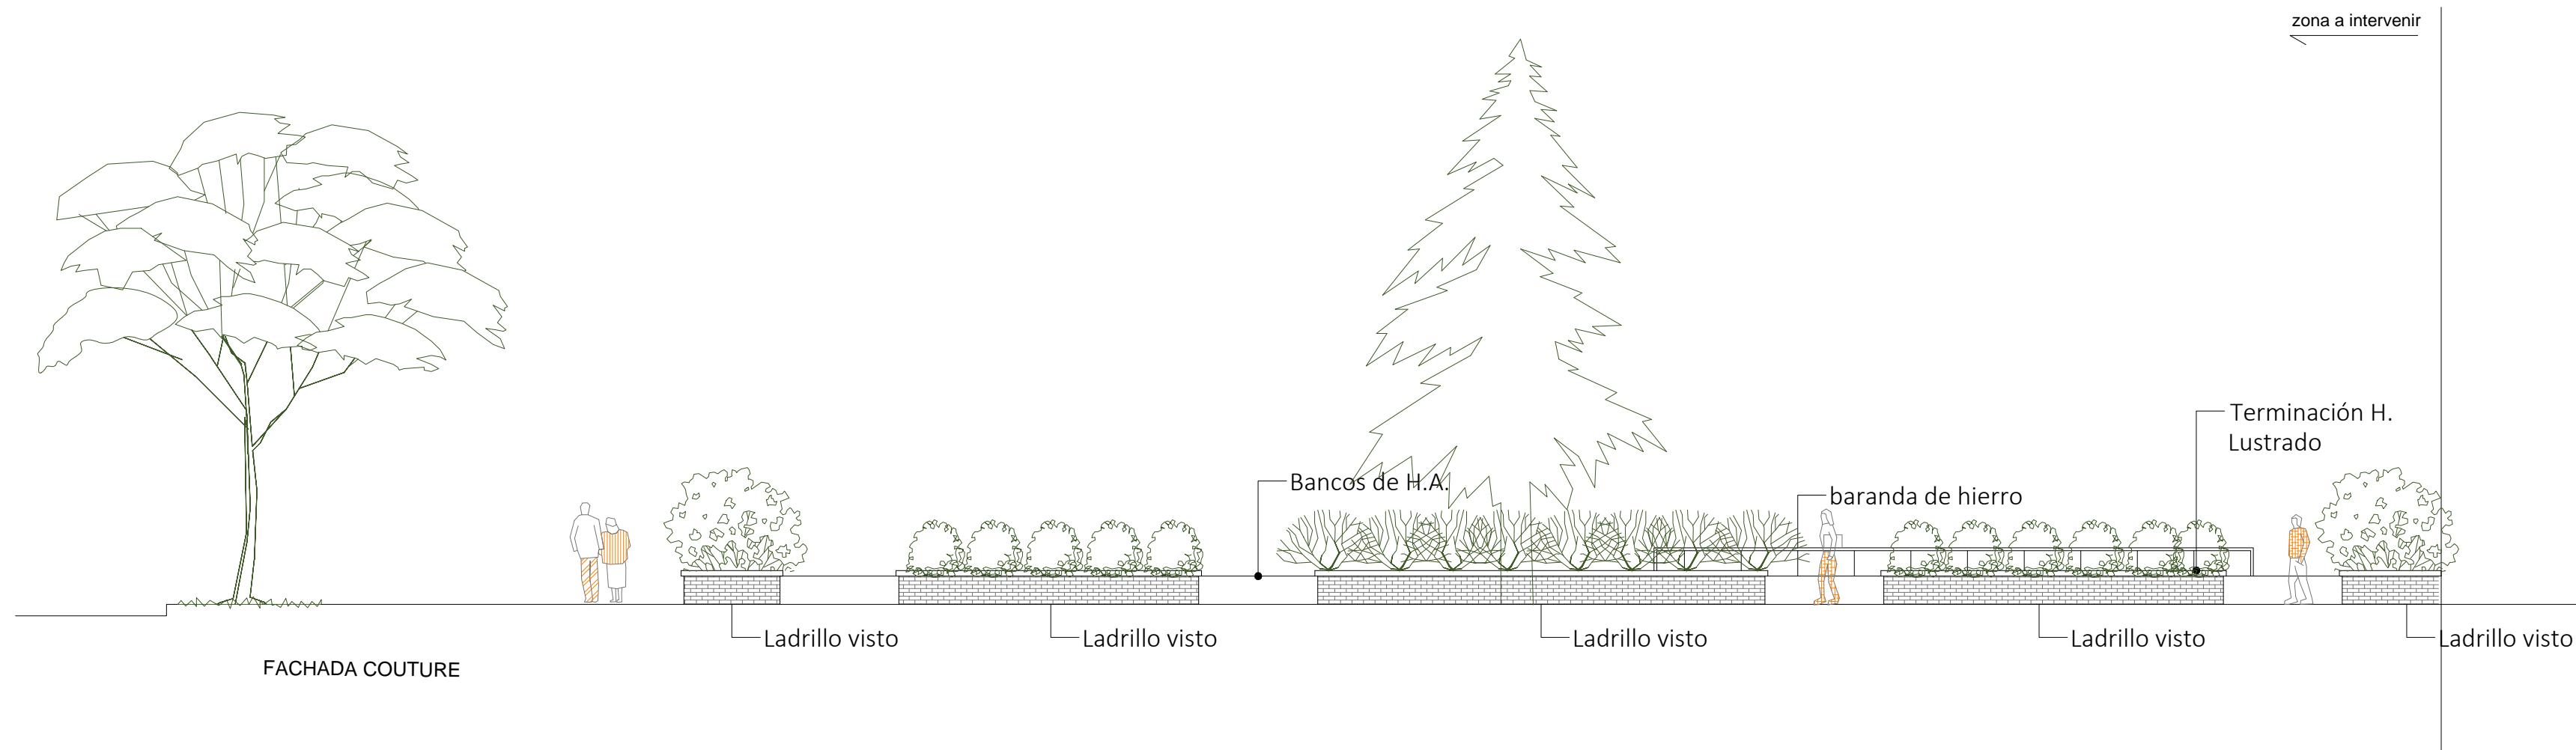 zona a intervenir
Terminación H.
Lustrado
Bancos de H.A.
baranda de hierro
Ladrillo visto
Ladrillo visto
Ladrillo visto
Ladrillo visto
Ladrillo visto
FACHADA COUTURE